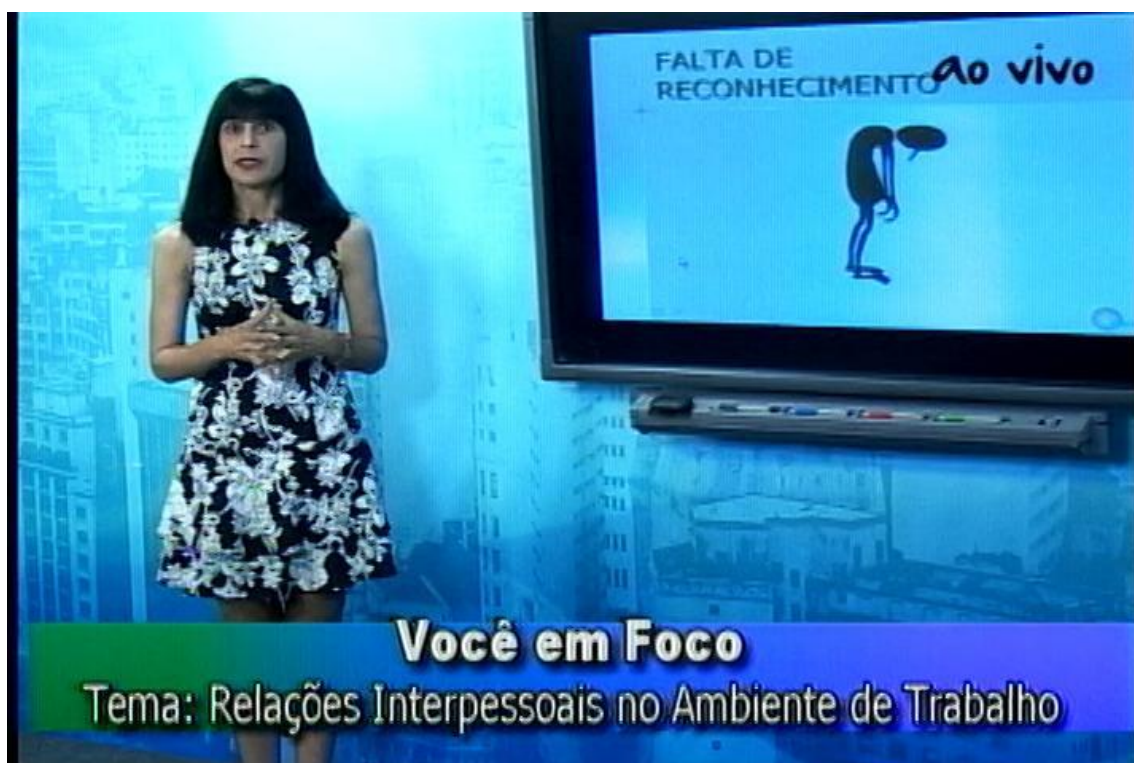 FALTA DE
RECONHECIMENTO
ao vivo
Você em Foco
Tema: Relações Interpessoais no Ambiente de Trabalho